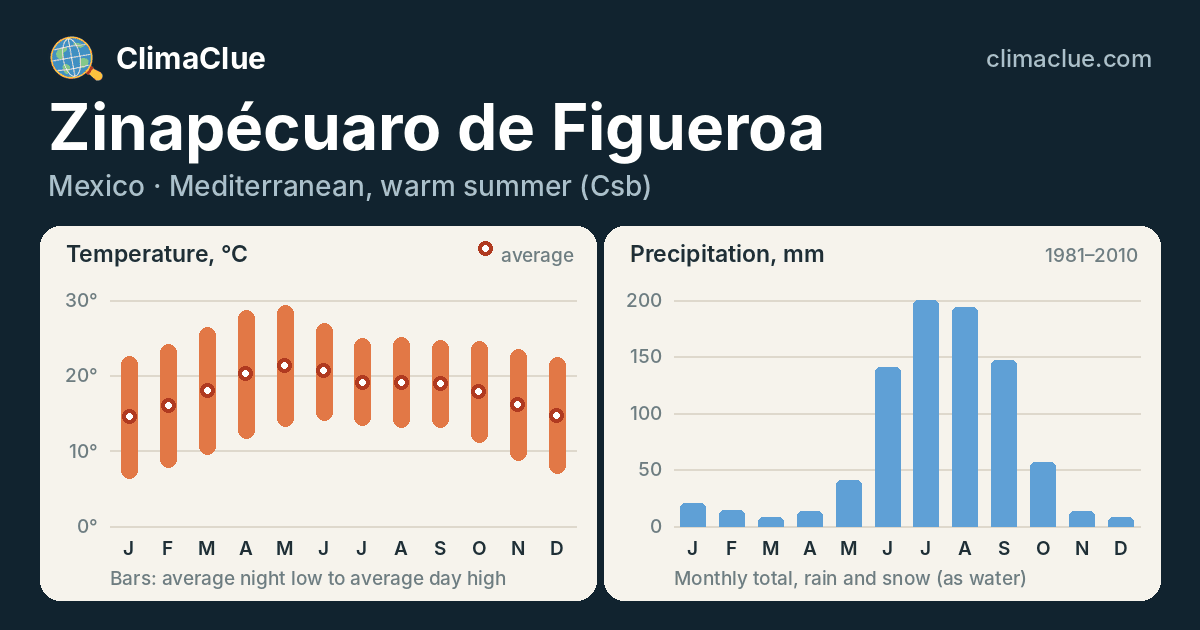 ClimaClue
climaclue.com
Zinapécuaro de Figueroa
Mexico · Mediterranean, warm summer (Csb)
Temperature, °C
average
30°
20°
10°
0°
J F M A M J J A S O N D
Bars: average night low to average day high
Precipitation, mm
1981–2010
200
150
100
50
0
J F M A M J J A S O N D
Monthly total, rain and snow (as water)